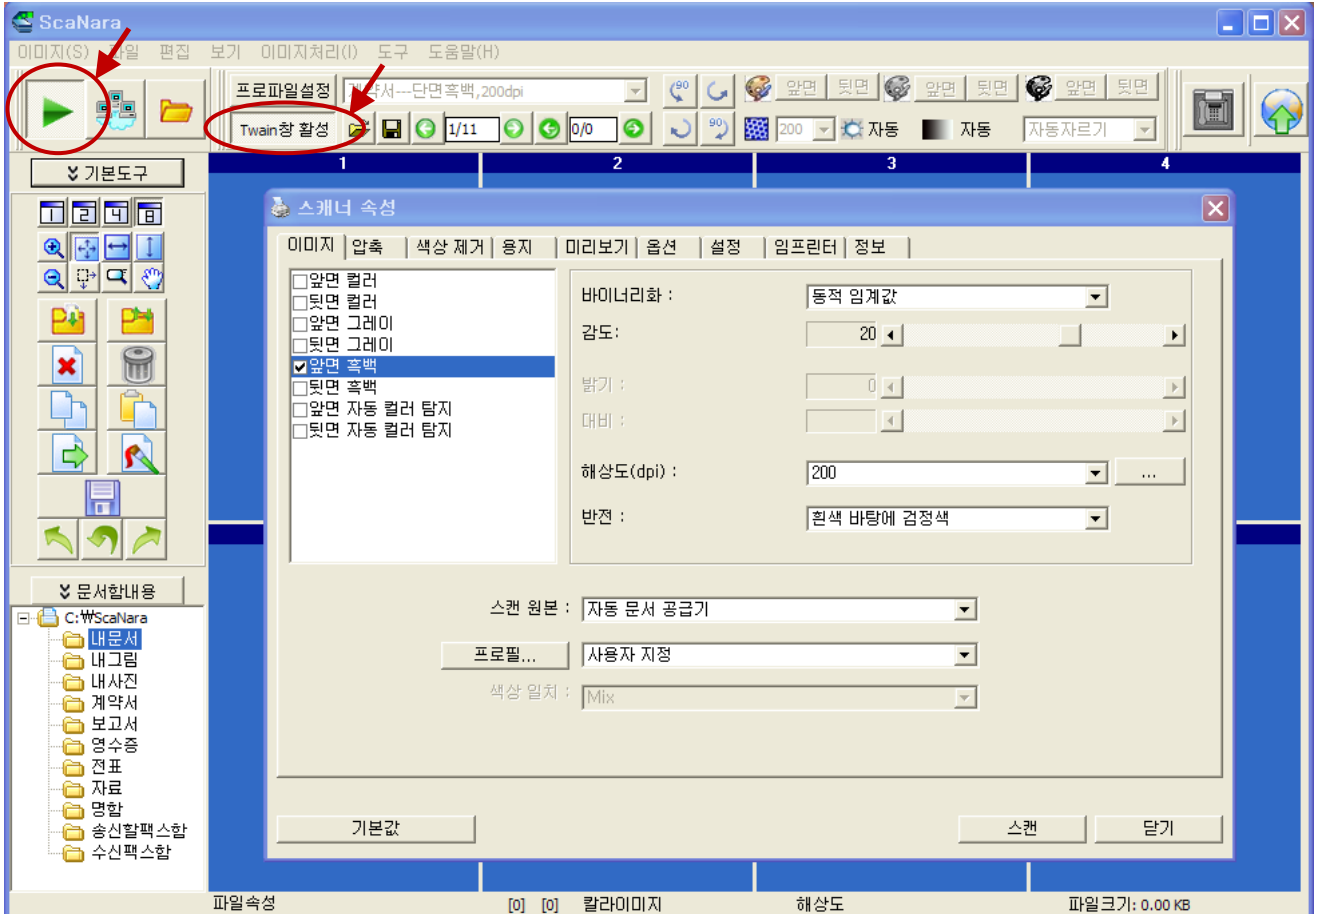 ScaNara
이미지(S) 파일 편집 보기 이미지처리(I) 도구 도움말(H)
프로파일설정 계약서---단면흑백,200dpi 90 앞면 뒷면 앞면 뒷면 앞면 뒷면
Twain창 활성 1/11 0/0 90 200 자동 자동 자동자르기
기본도구
1 2 3 4
1 2 4 8
스캐너 속성
이미지 압축 색상 제거 용지 미리보기 옵션 설정 임프린터 정보
앞면 컬러
뒷면 컬러
앞면 그레이
뒷면 그레이
앞면 흑백
뒷면 흑백
앞면 자동 컬러 탐지
뒷면 자동 컬러 탐지
바이너리화 : 동적 임계값
감도: 20
밝기 : 0
대비 :
해상도(dpi) : 200 ...
반전 : 흰색 바탕에 검정색
스캔 원본 : 자동 문서 공급기
프로필... 사용자 지정
색상 일치 : Mix
기본값 스캔 닫기
문서함내용
C:₩ScaNara
내문서
내그림
내사진
계약서
보고서
영수증
전표
자료
명함
송신할팩스함
수신팩스함
파일속성 [0] [0] 칼라이미지 해상도 파일크기: 0.00 KB